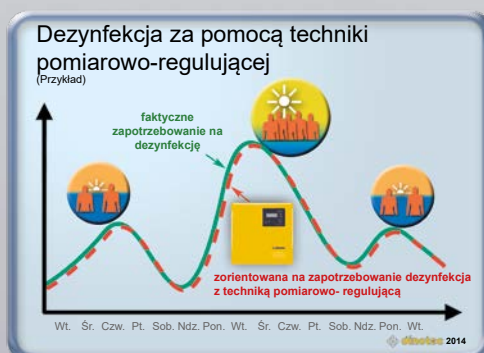 Dezynfekcja za pomocą techniki
pomiarowo-regulującej
(Przykład)
faktyczne
zapotrzebowanie na
dezynfekcję
zorientowana na zapotrzebowanie dezynfekcja
z techniką pomiarowo- regulującą
Wt. Śr. Czw. Pt. Sob. Ndz. Pon. Wt. Śr. Czw. Pt. Sob. Ndz. Pon. Wt.
dinotec 2014